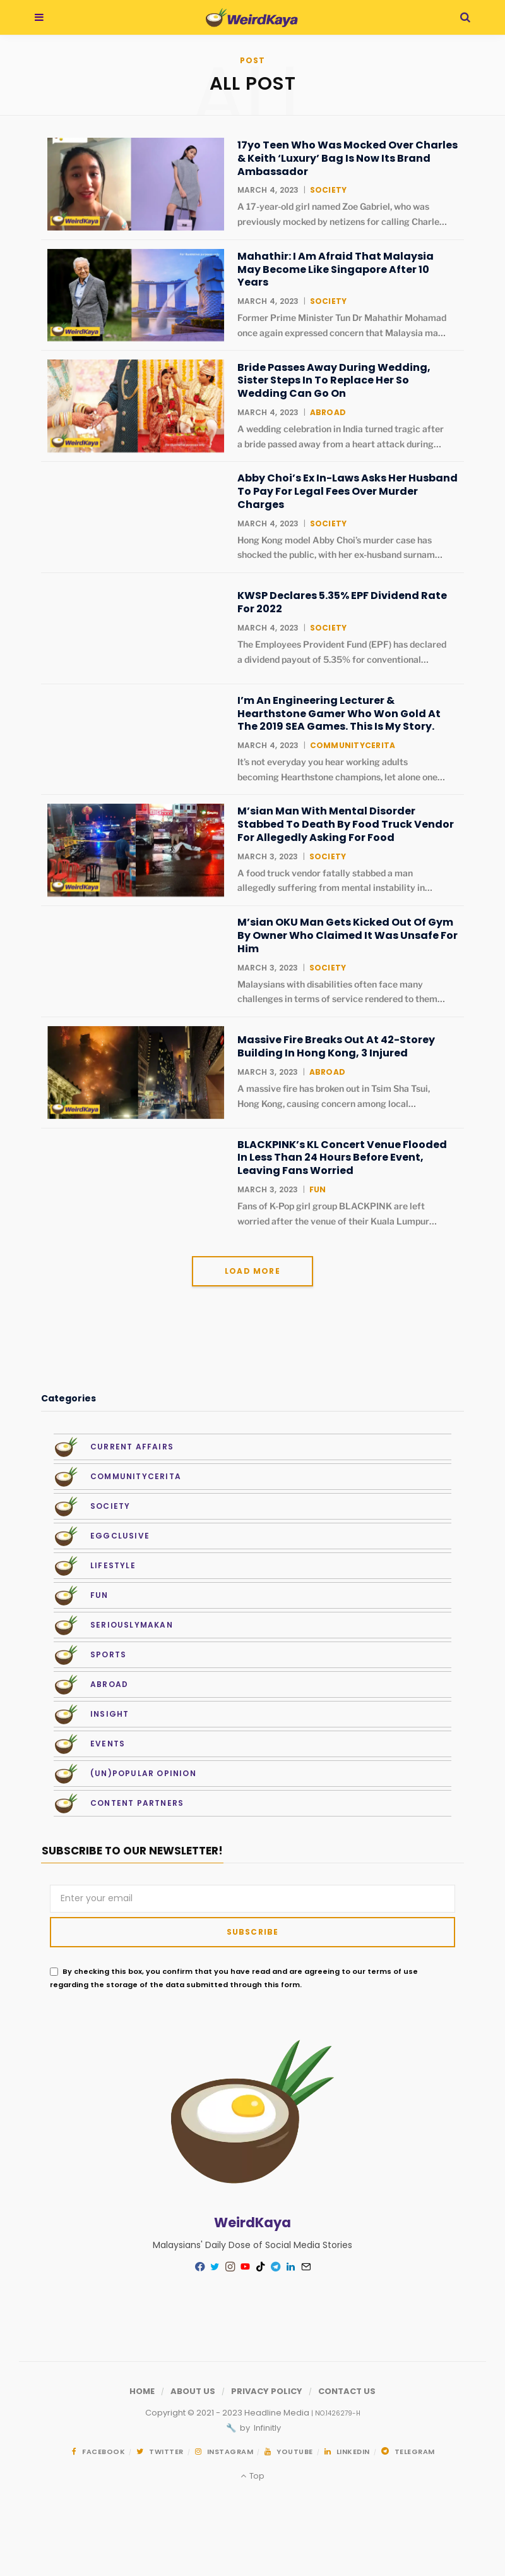 WeirdKaya
POST
ALL POST
17yo Teen Who Was Mocked Over Charles
& Keith ‘Luxury’ Bag Is Now Its Brand
Ambassador
MARCH 4, 2023 | SOCIETY
A 17-year-old girl named Zoe Gabriel, who was
previously mocked by netizens for calling Charle...
WeirdKaya
Mahathir: I Am Afraid That Malaysia
May Become Like Singapore After 10
Years
MARCH 4, 2023 | SOCIETY
Former Prime Minister Tun Dr Mahathir Mohamad
once again expressed concern that Malaysia ma...
WeirdKaya
Bride Passes Away During Wedding,
Sister Steps In To Replace Her So
Wedding Can Go On
MARCH 4, 2023 | ABROAD
A wedding celebration in India turned tragic after
a bride passed away from a heart attack during...
WeirdKaya
Abby Choi’s Ex In-Laws Asks Her Husband
To Pay For Legal Fees Over Murder
Charges
MARCH 4, 2023 | SOCIETY
Hong Kong model Abby Choi’s murder case has
shocked the public, with her ex-husband surnam...
KWSP Declares 5.35% EPF Dividend Rate
For 2022
MARCH 4, 2023 | SOCIETY
The Employees Provident Fund (EPF) has declared
a dividend payout of 5.35% for conventional...
I’m An Engineering Lecturer &
Hearthstone Gamer Who Won Gold At
The 2019 SEA Games. This Is My Story.
MARCH 4, 2023 | COMMUNITYCERITA
It’s not everyday you hear working adults
becoming Hearthstone champions, let alone one...
M’sian Man With Mental Disorder
Stabbed To Death By Food Truck Vendor
For Allegedly Asking For Food
MARCH 3, 2023 | SOCIETY
A food truck vendor fatally stabbed a man
allegedly suffering from mental instability in...
WeirdKaya
M’sian OKU Man Gets Kicked Out Of Gym
By Owner Who Claimed It Was Unsafe For
Him
MARCH 3, 2023 | SOCIETY
Malaysians with disabilities often face many
challenges in terms of service rendered to them...
Massive Fire Breaks Out At 42-Storey
Building In Hong Kong, 3 Injured
MARCH 3, 2023 | ABROAD
A massive fire has broken out in Tsim Sha Tsui,
Hong Kong, causing concern among local...
WeirdKaya
BLACKPINK’s KL Concert Venue Flooded
In Less Than 24 Hours Before Event,
Leaving Fans Worried
MARCH 3, 2023 | FUN
Fans of K-Pop girl group BLACKPINK are left
worried after the venue of their Kuala Lumpur...
LOAD MORE
Categories
CURRENT AFFAIRS
COMMUNITYCERITA
SOCIETY
EGGCLUSIVE
LIFESTYLE
FUN
SERIOUSLYMAKAN
SPORTS
ABROAD
INSIGHT
EVENTS
(UN)POPULAR OPINION
CONTENT PARTNERS
SUBSCRIBE TO OUR NEWSLETTER!
Enter your email
SUBSCRIBE
By checking this box, you confirm that you have read and are agreeing to our terms of use
regarding the storage of the data submitted through this form.
WeirdKaya
Malaysians' Daily Dose of Social Media Stories
HOME / ABOUT US / PRIVACY POLICY / CONTACT US
Copyright © 2021 - 2023 Headline Media | NO.1426279-H
🔧 by Infinitly
FACEBOOK / TWITTER / INSTAGRAM / YOUTUBE / LINKEDIN / TELEGRAM
Top